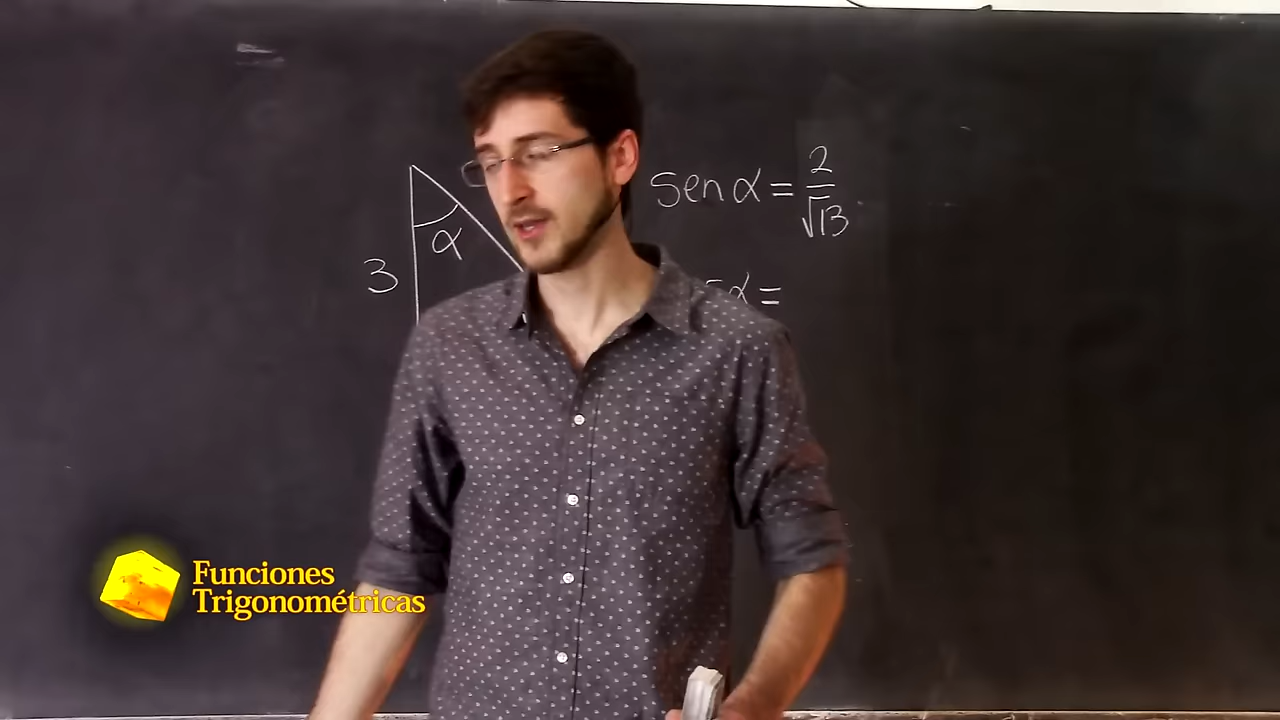 3
α
sen α = 2/√13
α =
Funciones
Trigonométricas